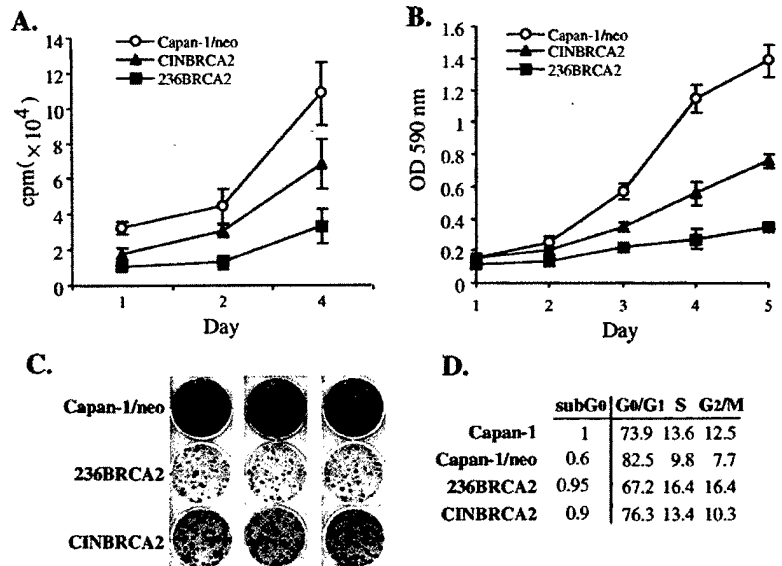 A.
Capan-1/neo
CINBRCA2
236BRCA2
14
12
10
8
6
4
2
0
cpm(×10⁴)
1 2 4
Day
B.
Capan-1/neo
CINBRCA2
236BRCA2
1.6
1.4
1.2
1
0.8
0.6
0.4
0.2
0
OD 590 nm
1 2 3 4 5
Day
C.
Capan-1/neo
236BRCA2
CINBRCA2
D.
subG0 G0/G1 S G2/M
Capan-1 1 73.9 13.6 12.5
Capan-1/neo 0.6 82.5 9.8 7.7
236BRCA2 0.95 67.2 16.4 16.4
CINBRCA2 0.9 76.3 13.4 10.3